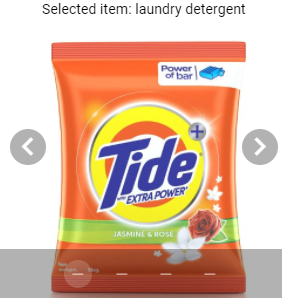 Selected item: laundry detergent
Power
of bar
Tide
+
EXTRA POWER
JASMINE & ROSE